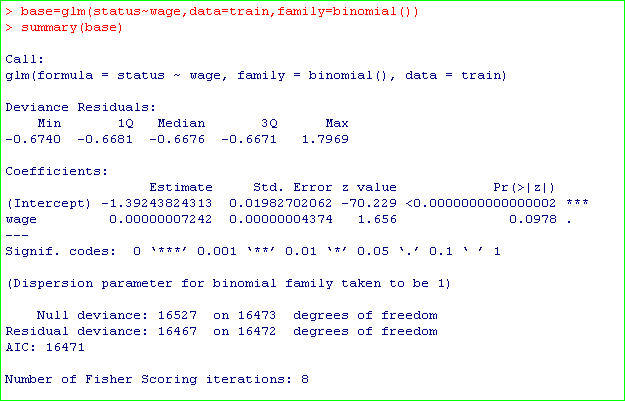 > base=glm(status~wage,data=train,family=binomial())
> summary(base)
Call:
glm(formula = status ~ wage, family = binomial(), data = train)
Deviance Residuals:
    Min      1Q  Median      3Q     Max
-0.6740 -0.6681 -0.6676 -0.6671  1.7969
Coefficients:
                 Estimate    Std. Error z value            Pr(>|z|)
(Intercept) -1.39243824313 0.01982702062 -70.229 <0.0000000000000002 ***
wage         0.00000007242 0.00000004374   1.656              0.0978 .
---
Signif. codes:  0 ‘***’ 0.001 ‘**’ 0.01 ‘*’ 0.05 ‘.’ 0.1 ‘ ’ 1
(Dispersion parameter for binomial family taken to be 1)
    Null deviance: 16527  on 16473  degrees of freedom
Residual deviance: 16467  on 16472  degrees of freedom
AIC: 16471
Number of Fisher Scoring iterations: 8